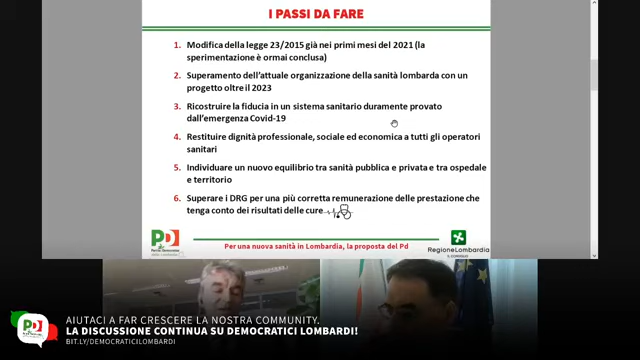 I PASSI DA FARE
1. Modifica della legge 23/2015 già nei primi mesi del 2021 (la
sperimentazione è ormai conclusa)
2. Superamento dell'attuale organizzazione della sanità lombarda con un
progetto oltre il 2023
3. Ricostruire la fiducia in un sistema sanitario duramente provato
dall'emergenza Covid-19
4. Restituire dignità professionale, sociale ed economica a tutti gli operatori
sanitari
5. Individuare un nuovo equilibrio tra sanità pubblica e privata e tra ospedale
e territorio
6. Superare i DRG per una più corretta remunerazione delle prestazione che
tenga conto dei risultati delle cure
PD
Per una nuova sanità in Lombardia, la proposta del Pd
RegioneLombardia
IL CONSIGLIO
PD
AIUTACI A FAR CRESCERE LA NOSTRA COMMUNITY.
LA DISCUSSIONE CONTINUA SU DEMOCRATICI LOMBARDI!
BIT.LY/DEMOCRATICILOMBARDI